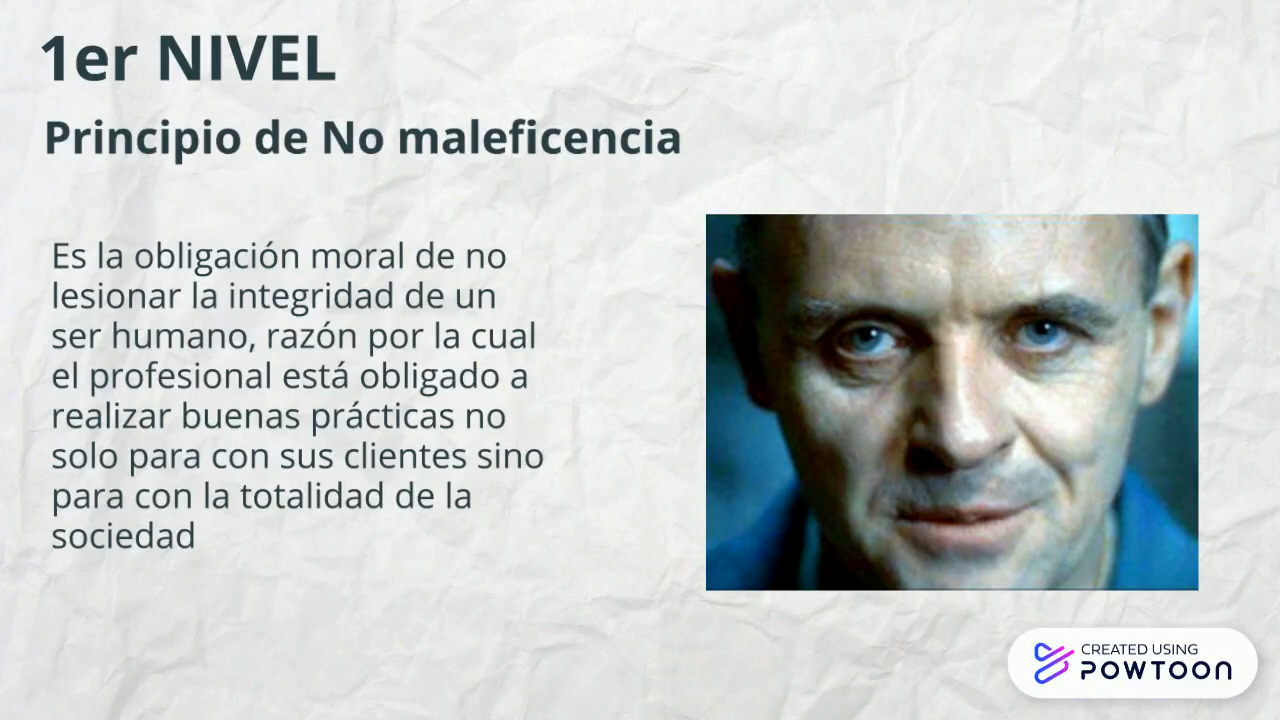 1er NIVEL
Principio de No maleficencia
Es la obligación moral de no
lesionar la integridad de un
ser humano, razón por la cual
el profesional está obligado a
realizar buenas prácticas no
solo para con sus clientes sino
para con la totalidad de la
sociedad
CREATED USING
POWTOON